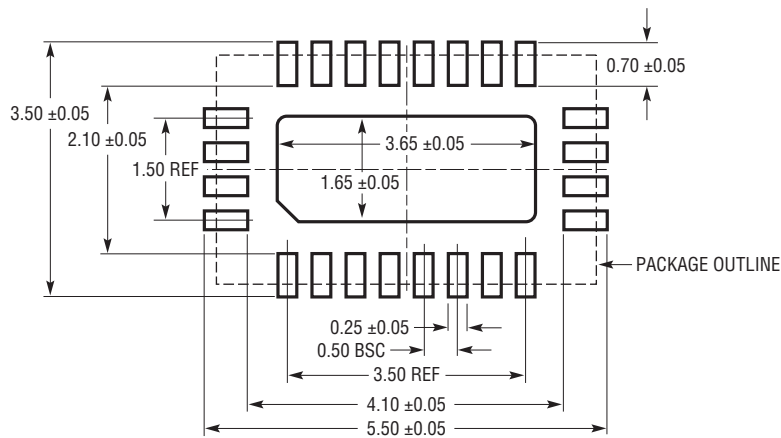 0.70 ±0.05
3.50 ±0.05
2.10 ±0.05
3.65 ±0.05
1.50 REF
1.65 ±0.05
PACKAGE OUTLINE
0.25 ±0.05
0.50 BSC
3.50 REF
4.10 ±0.05
5.50 ±0.05